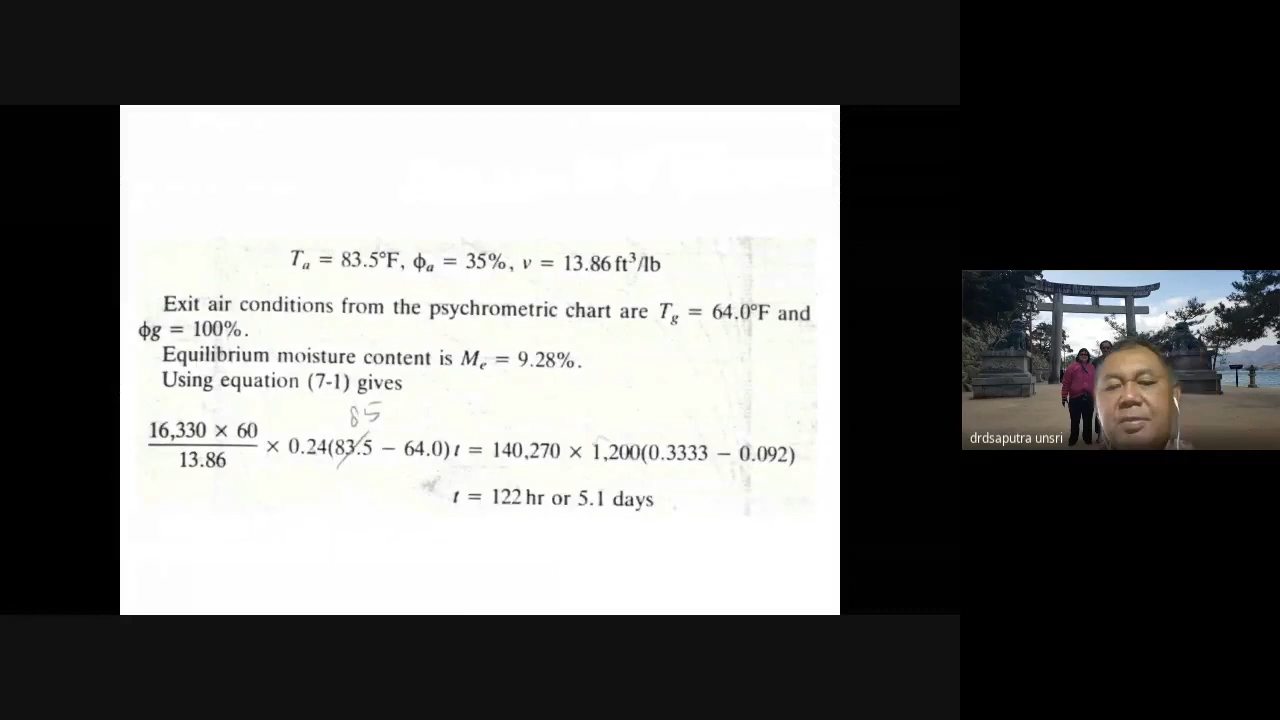 Tₐ = 83.5°F, ϕₐ = 35%, v = 13.86 ft³/lb
Exit air conditions from the psychrometric chart are T_g = 64.0°F and
ϕg = 100%.
Equilibrium moisture content is Mₑ = 9.28%.
Using equation (7-1) gives
85
16,330 × 60
13.86
× 0.24(83.5 − 64.0) t = 140,270 × 1,200(0.3333 − 0.092)
t = 122 hr or 5.1 days
drdsaputra unsri